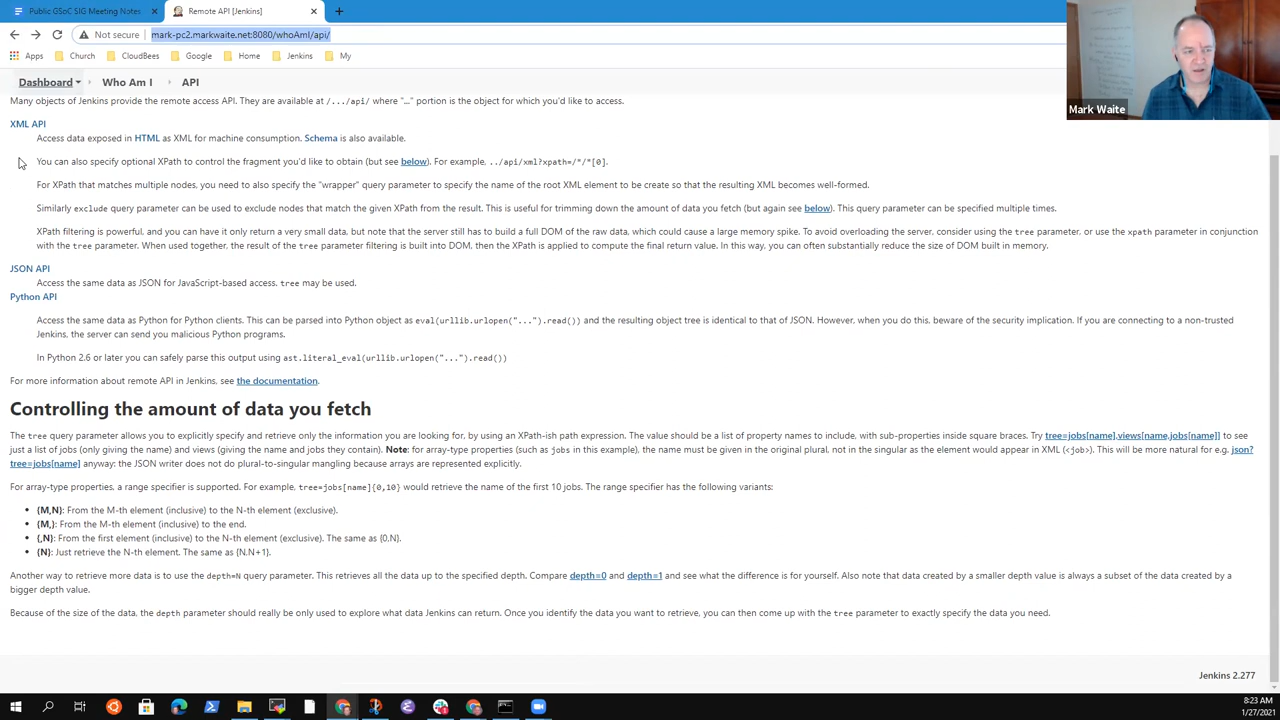 Public GSoC SIG Meeting Notes
Remote API [Jenkins]
Not secure
mark-pc2.markwaite.net:8080/whoAmI/api/
Apps Church CloudBees Google Home Jenkins My
Dashboard Who Am I API
Many objects of Jenkins provide the remote access API. They are available at /.../api/ where "..." portion is the object for which you'd like to access.
XML API
Access data exposed in HTML as XML for machine consumption. Schema is also available.
You can also specify optional XPath to control the fragment you'd like to obtain (but see below). For example, ../api/xml?xpath=/*/*[0].
For XPath that matches multiple nodes, you need to also specify the "wrapper" query parameter to specify the name of the root XML element to be create so that the resulting XML becomes well-formed.
Similarly exclude query parameter can be used to exclude nodes that match the given XPath from the result. This is useful for trimming down the amount of data you fetch (but again see below). This query parameter can be specified multiple times.
XPath filtering is powerful, and you can have it only return a very small data, but note that the server still has to build a full DOM of the raw data, which could cause a large memory spike. To avoid overloading the server, consider using the tree parameter, or use the xpath parameter in conjunction
with the tree parameter. When used together, the result of the tree parameter filtering is built into DOM, then the XPath is applied to compute the final return value. In this way, you can often substantially reduce the size of DOM built in memory.
JSON API
Access the same data as JSON for JavaScript-based access. tree may be used.
Python API
Access the same data as Python for Python clients. This can be parsed into Python object as eval(urllib.urlopen("...").read()) and the resulting object tree is identical to that of JSON. However, when you do this, beware of the security implication. If you are connecting to a non-trusted
Jenkins, the server can send you malicious Python programs.
In Python 2.6 or later you can safely parse this output using ast.literal_eval(urllib.urlopen("...").read())
For more information about remote API in Jenkins, see the documentation.
Controlling the amount of data you fetch
The tree query parameter allows you to explicitly specify and retrieve only the information you are looking for, by using an XPath-ish path expression. The value should be a list of property names to include, with sub-properties inside square braces. Try tree=jobs[name],views[name,jobs[name]] to see
just a list of jobs (only giving the name) and views (giving the name and jobs they contain). Note: for array-type properties (such as jobs in this example), the name must be given in the original plural, not in the singular as the element would appear in XML (<job>). This will be more natural for e.g. json?
tree=jobs[name] anyway: the JSON writer does not do plural-to-singular mangling because arrays are represented explicitly.
For array-type properties, a range specifier is supported. For example, tree=jobs[name]{0,10} would retrieve the name of the first 10 jobs. The range specifier has the following variants:
{M,N}: From the M-th element (inclusive) to the N-th element (exclusive).
{M,}: From the M-th element (inclusive) to the end.
{,N}: From the first element (inclusive) to the N-th element (exclusive). The same as {0,N}.
{N}: Just retrieve the N-th element. The same as {N,N+1}.
Another way to retrieve more data is to use the depth=N query parameter. This retrieves all the data up to the specified depth. Compare depth=0 and depth=1 and see what the difference is for yourself. Also note that data created by a smaller depth value is always a subset of the data created by a
bigger depth value.
Because of the size of the data, the depth parameter should really be only used to explore what data Jenkins can return. Once you identify the data you want to retrieve, you can then come up with the tree parameter to exactly specify the data you need.
Jenkins 2.277
Mark Waite
8:23 AM
1/27/2021